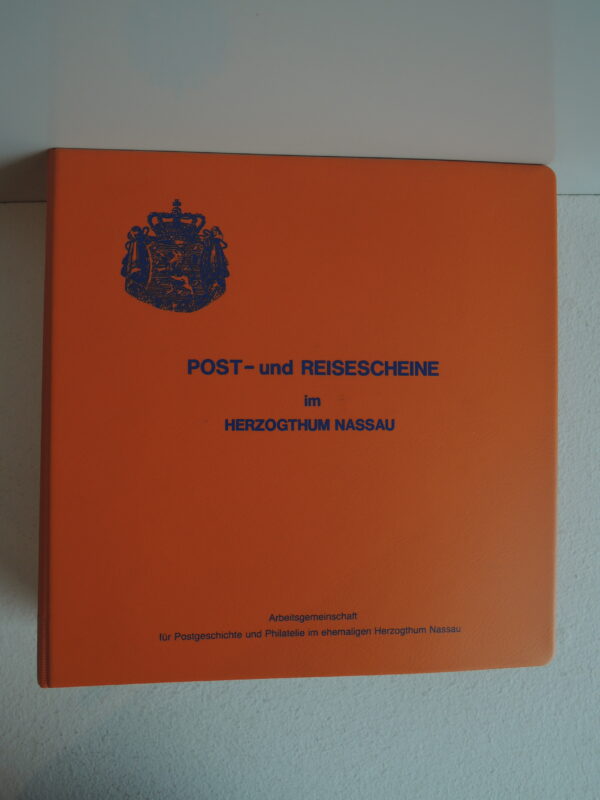 POST- und REISESCHEINE
im
HERZOGTHUM NASSAU
Arbeitsgemeinschaft
für Postgeschichte und Philatelie im ehemaligen Herzogthum Nassau